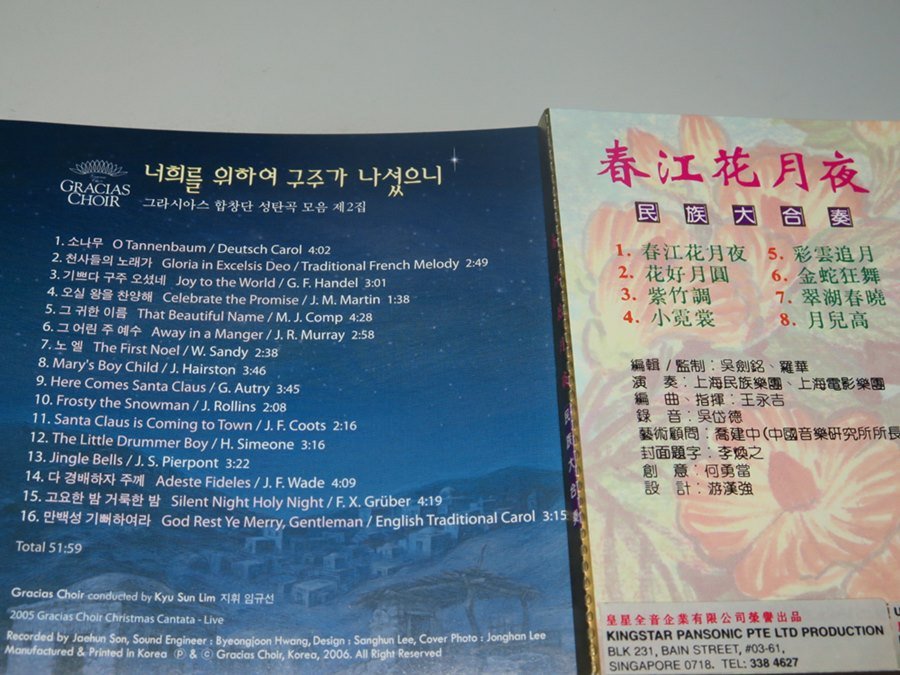 GRACIAS
CHOIR
너희를 위하여 구주가 나셨으니
그라시아스 합창단 성탄곡 모음 제2집
1. 소나무 O Tannenbaum / Deutsch Carol 4:02
2. 천사들의 노래가 Gloria in Excelsis Deo / Traditional French Melody 2:49
3. 기쁘다 구주 오셨네 Joy to the World / G. F. Handel 3:01
4. 오실 왕을 찬양해 Celebrate the Promise / J. M. Martin 1:38
5. 그 귀한 이름 That Beautiful Name / M. J. Comp 4:28
6. 그 어린 주 예수 Away in a Manger / J. R. Murray 2:58
7. 노 엘 The First Noel / W. Sandy 2:38
8. Mary's Boy Child / J. Hairston 3:46
9. Here Comes Santa Claus / G. Autry 3:45
10. Frosty the Snowman / J. Rollins 2:08
11. Santa Claus is Coming to Town / J. F. Coots 2:16
12. The Little Drummer Boy / H. Simeone 3:16
13. Jingle Bells / J. S. Pierpont 3:22
14. 다 경배하자 주께 Adeste Fideles / J. F. Wade 4:09
15. 고요한 밤 거룩한 밤 Silent Night Holy Night / F. X. Grüber 4:19
16. 만백성 기뻐하여라 God Rest Ye Merry, Gentleman / English Traditional Carol 3:15
Total 51:59
Gracias Choir conducted by Kyu Sun Lim 지휘 임규선
2005 Gracias Choir Christmas Cantata - Live
Recorded by Jaehun Son, Sound Engineer : Byeongjoon Hwang, Design : Sanghun Lee, Cover Photo : Jonghan Lee
Manufactured & Printed in Korea ℗ & © Gracias Choir, Korea, 2006. All Right Reserved
春江花月夜
民族大合奏
1. 春江花月夜
2. 花好月圓
3. 紫竹調
4. 小霓裳
5. 彩雲追月
6. 金蛇狂舞
7. 翠湖春曉
8. 月兒高
編輯 / 監制：吳劍銘、羅華
演 奏：上海民族樂團、上海電影樂團
編 曲、指揮：王永吉
錄 音：吳岱德
藝術顧問：喬建中(中國音樂研究所所長
封面題字：李煥之
創 意：何勇當
設 計：游漢強
皇星全音企業有限公司榮譽出品
KINGSTAR PANSONIC PTE LTD PRODUCTION
BLK 231, BAIN STREET, #03-61,
SINGAPORE 0718. TEL: 338 4627